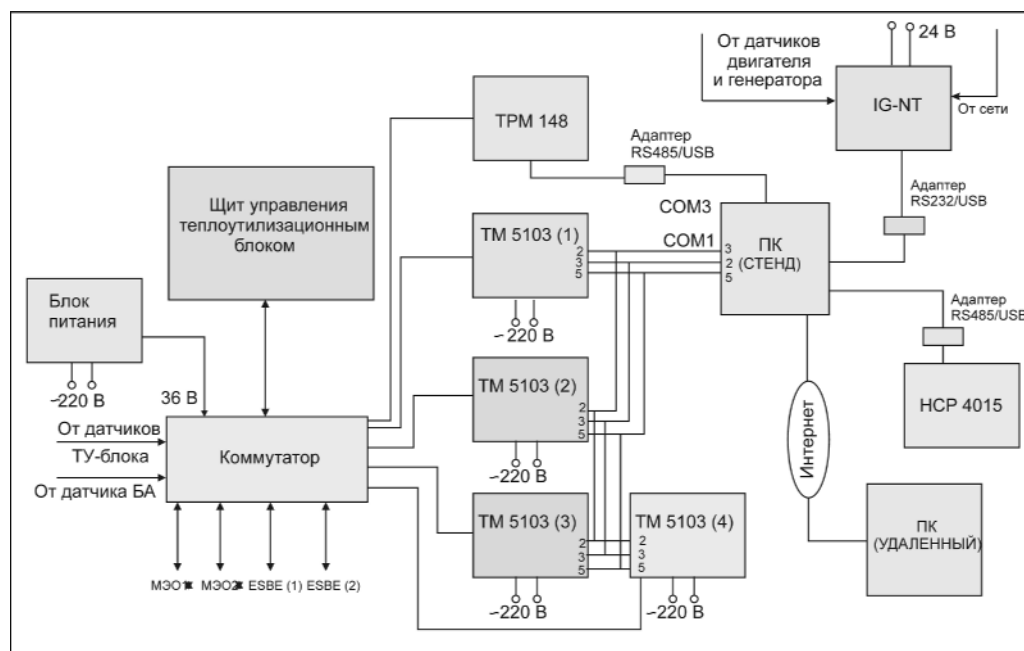 От датчиков
двигателя
и генератора
24 В
IG-NT
От сети
ТРМ 148
Адаптер
RS485/USB
Адаптер
RS232/USB
Щит управления
теплоутилизационным
блоком
COM3
COM1
ТМ 5103 (1)
2
3
5
3
2
5
ПК
(СТЕНД)
~220 В
Блок
питания
~220 В
36 В
Адаптер
RS485/USB
НСР 4015
ТМ 5103 (2)
2
3
5
~220 В
От датчиков
ТУ-блока
Коммутатор
От датчика БА
Интернет
ТМ 5103 (3)
2
3
5
~220 В
ТМ 5103 (4)
2
3
5
~220 В
ПК
(УДАЛЕННЫЙ)
МЭО1
МЭО2
ESBE (1)
ESBE (2)